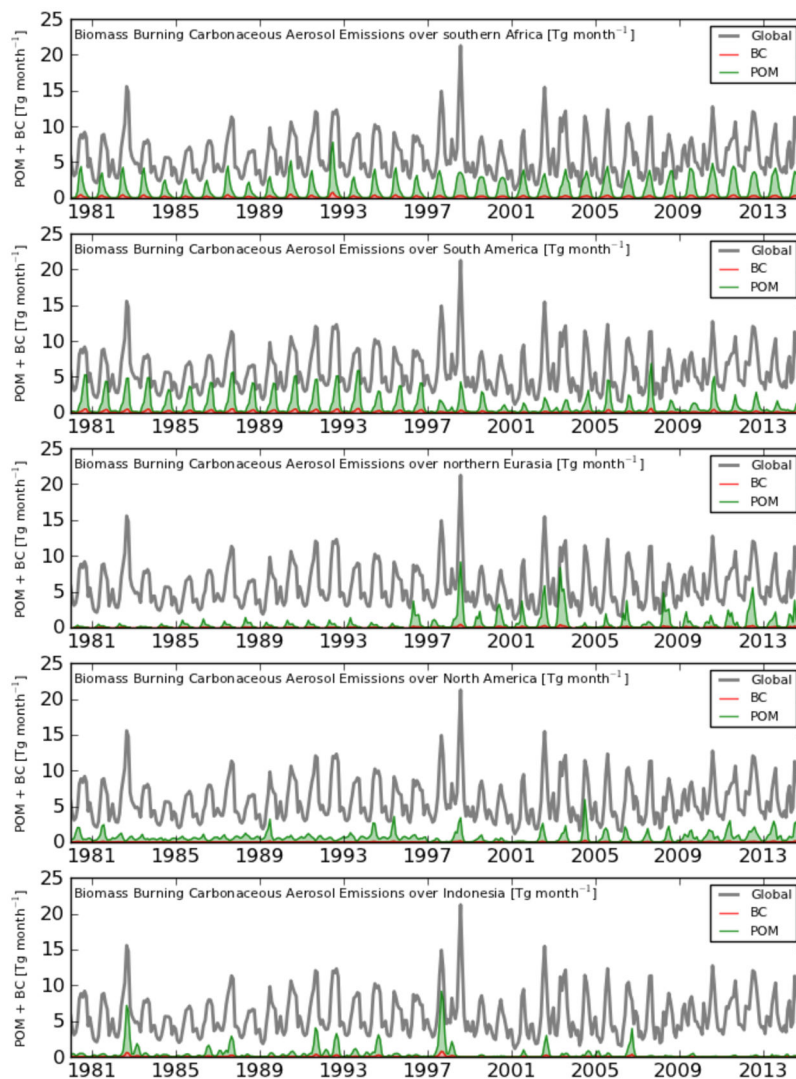 Biomass Burning Carbonaceous Aerosol Emissions over southern Africa [Tg month⁻¹]
Global
BC
POM
POM + BC [Tg month⁻¹]
25
20
15
10
5
0
1981 1985 1989 1993 1997 2001 2005 2009 2013
Biomass Burning Carbonaceous Aerosol Emissions over South America [Tg month⁻¹]
Global
BC
POM
POM + BC [Tg month⁻¹]
25
20
15
10
5
0
1981 1985 1989 1993 1997 2001 2005 2009 2013
Biomass Burning Carbonaceous Aerosol Emissions over northern Eurasia [Tg month⁻¹]
Global
BC
POM
POM + BC [Tg month⁻¹]
25
20
15
10
5
0
1981 1985 1989 1993 1997 2001 2005 2009 2013
Biomass Burning Carbonaceous Aerosol Emissions over North America [Tg month⁻¹]
Global
BC
POM
POM + BC [Tg month⁻¹]
25
20
15
10
5
0
1981 1985 1989 1993 1997 2001 2005 2009 2013
Biomass Burning Carbonaceous Aerosol Emissions over Indonesia [Tg month⁻¹]
Global
BC
POM
POM + BC [Tg month⁻¹]
25
20
15
10
5
0
1981 1985 1989 1993 1997 2001 2005 2009 2013